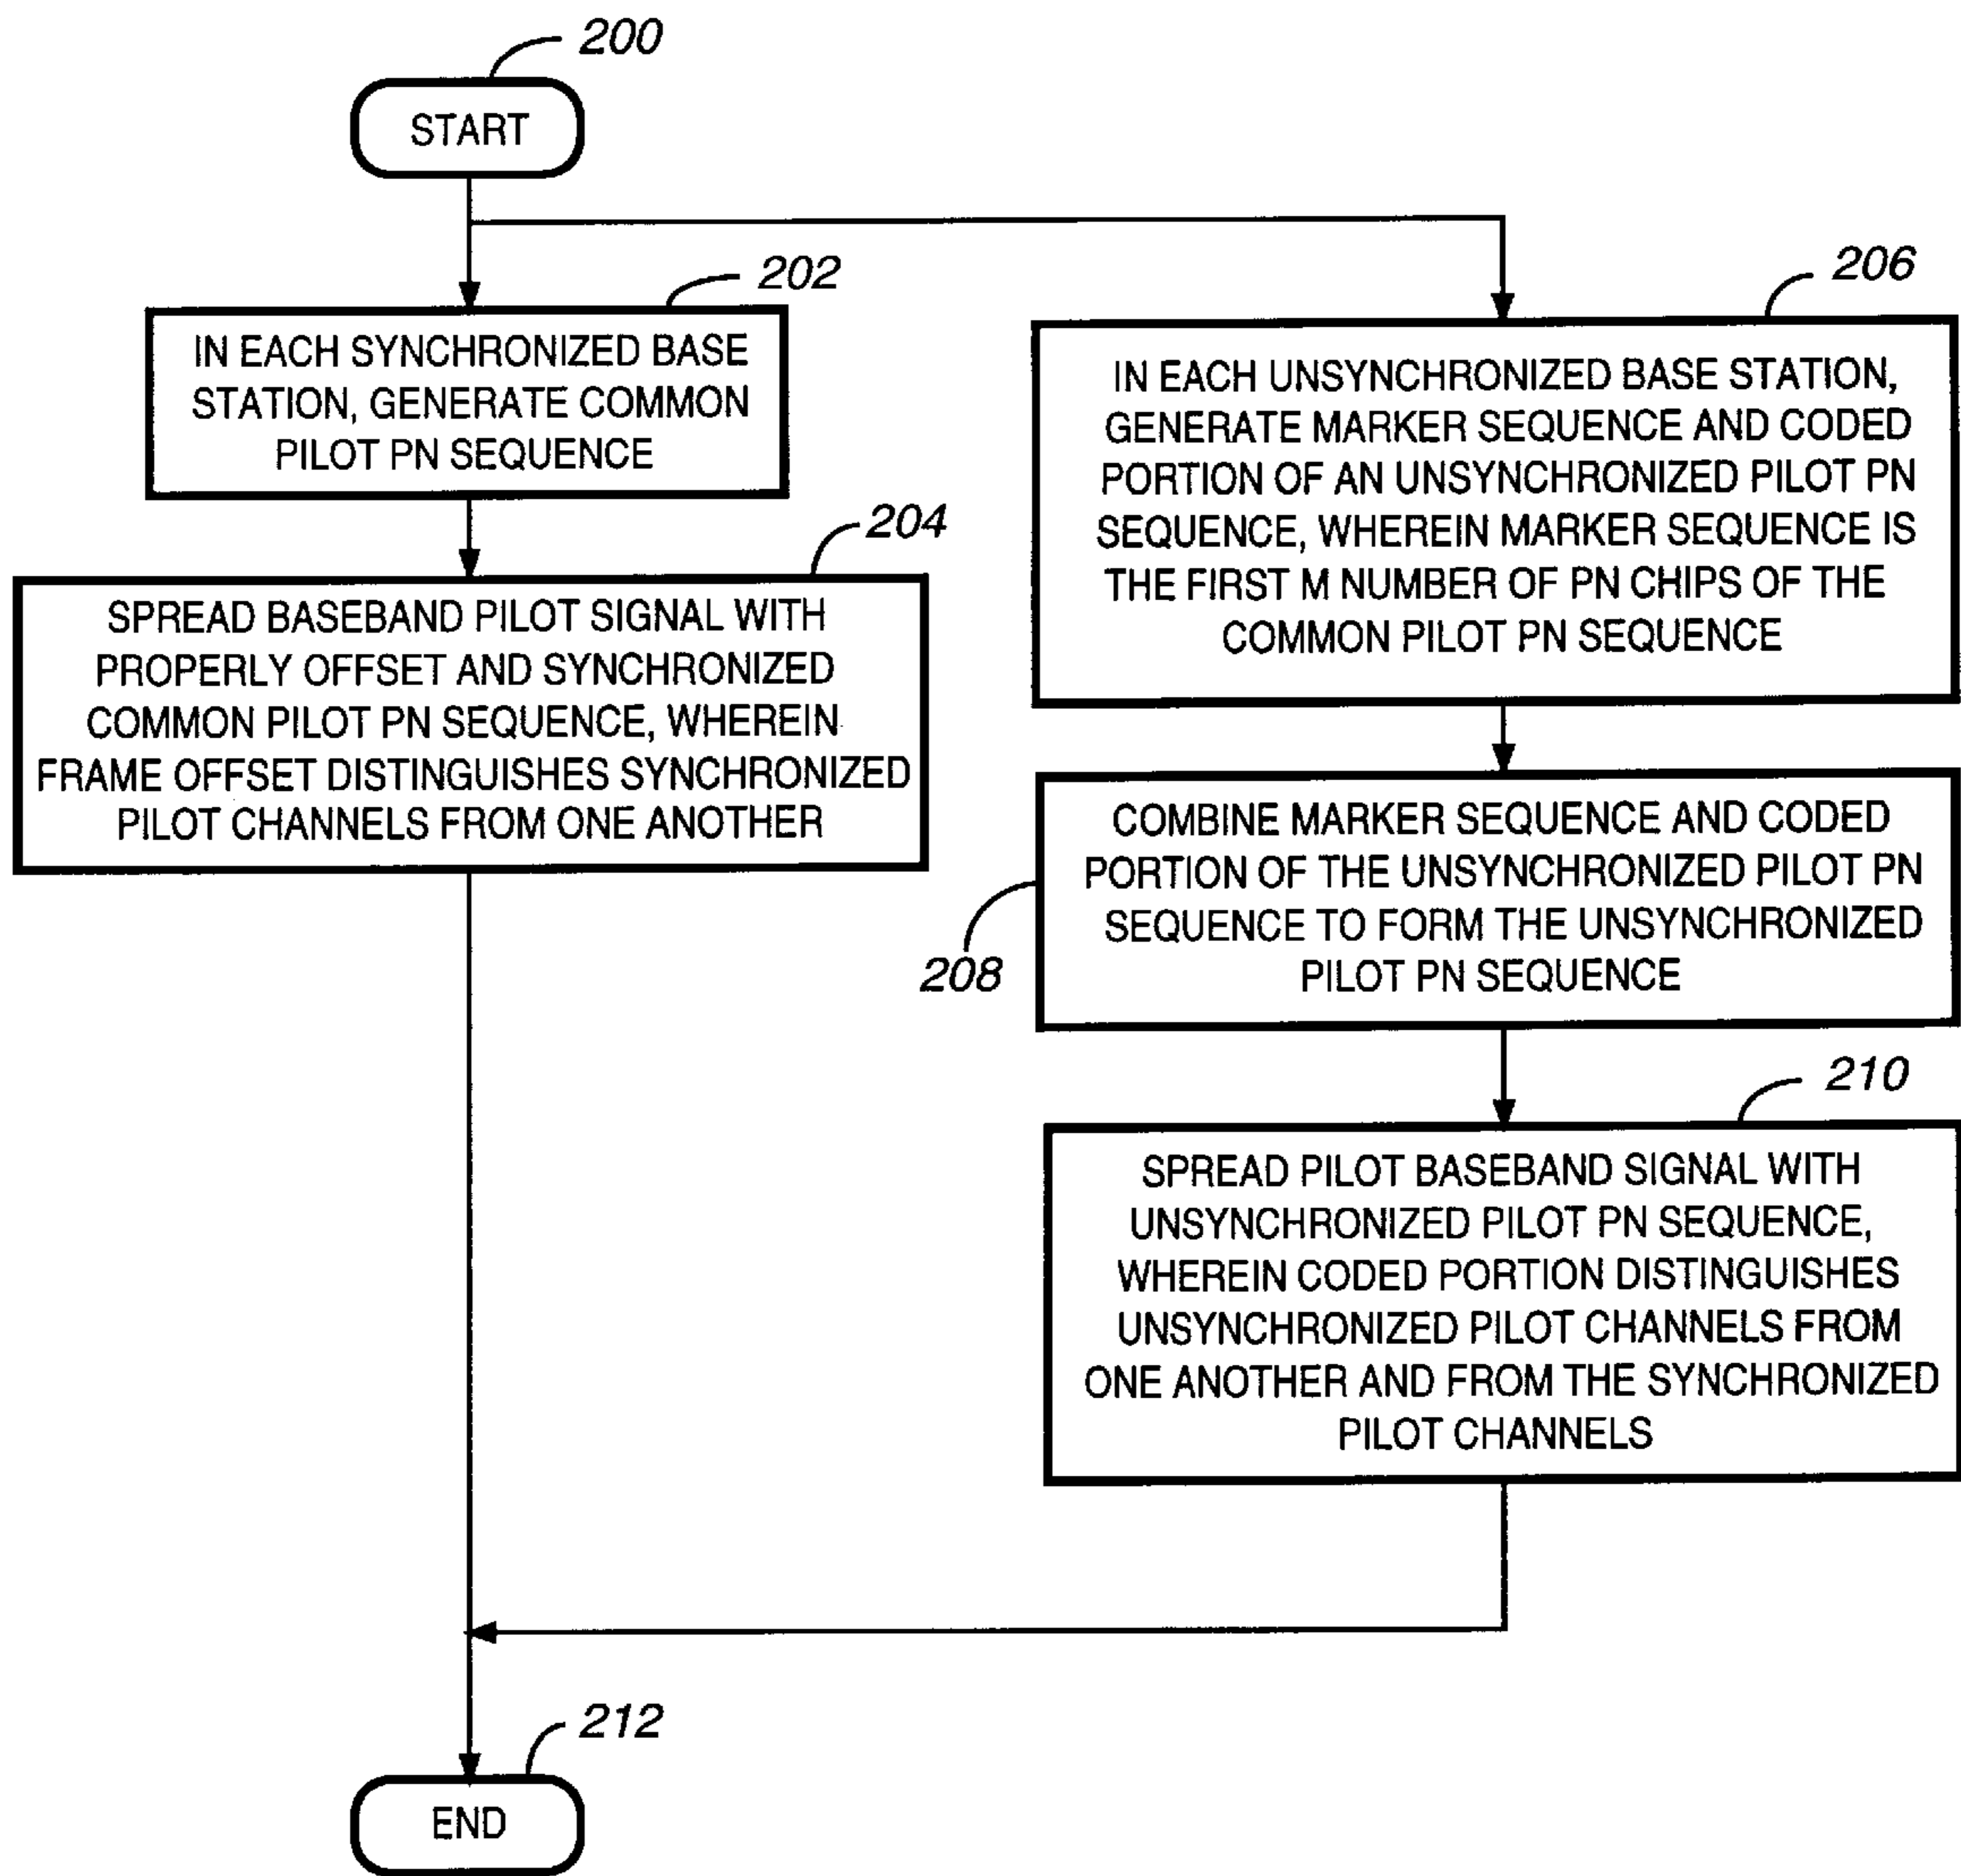 200
START
202
IN EACH SYNCHRONIZED BASE
STATION, GENERATE COMMON
PILOT PN SEQUENCE
204
SPREAD BASEBAND PILOT SIGNAL WITH
PROPERLY OFFSET AND SYNCHRONIZED
COMMON PILOT PN SEQUENCE, WHEREIN
FRAME OFFSET DISTINGUISHES SYNCHRONIZED
PILOT CHANNELS FROM ONE ANOTHER
206
IN EACH UNSYNCHRONIZED BASE STATION,
GENERATE MARKER SEQUENCE AND CODED
PORTION OF AN UNSYNCHRONIZED PILOT PN
SEQUENCE, WHEREIN MARKER SEQUENCE IS
THE FIRST M NUMBER OF PN CHIPS OF THE
COMMON PILOT PN SEQUENCE
208
COMBINE MARKER SEQUENCE AND CODED
PORTION OF THE UNSYNCHRONIZED PILOT PN
SEQUENCE TO FORM THE UNSYNCHRONIZED
PILOT PN SEQUENCE
210
SPREAD PILOT BASEBAND SIGNAL WITH
UNSYNCHRONIZED PILOT PN SEQUENCE,
WHEREIN CODED PORTION DISTINGUISHES
UNSYNCHRONIZED PILOT CHANNELS FROM
ONE ANOTHER AND FROM THE SYNCHRONIZED
PILOT CHANNELS
212
END